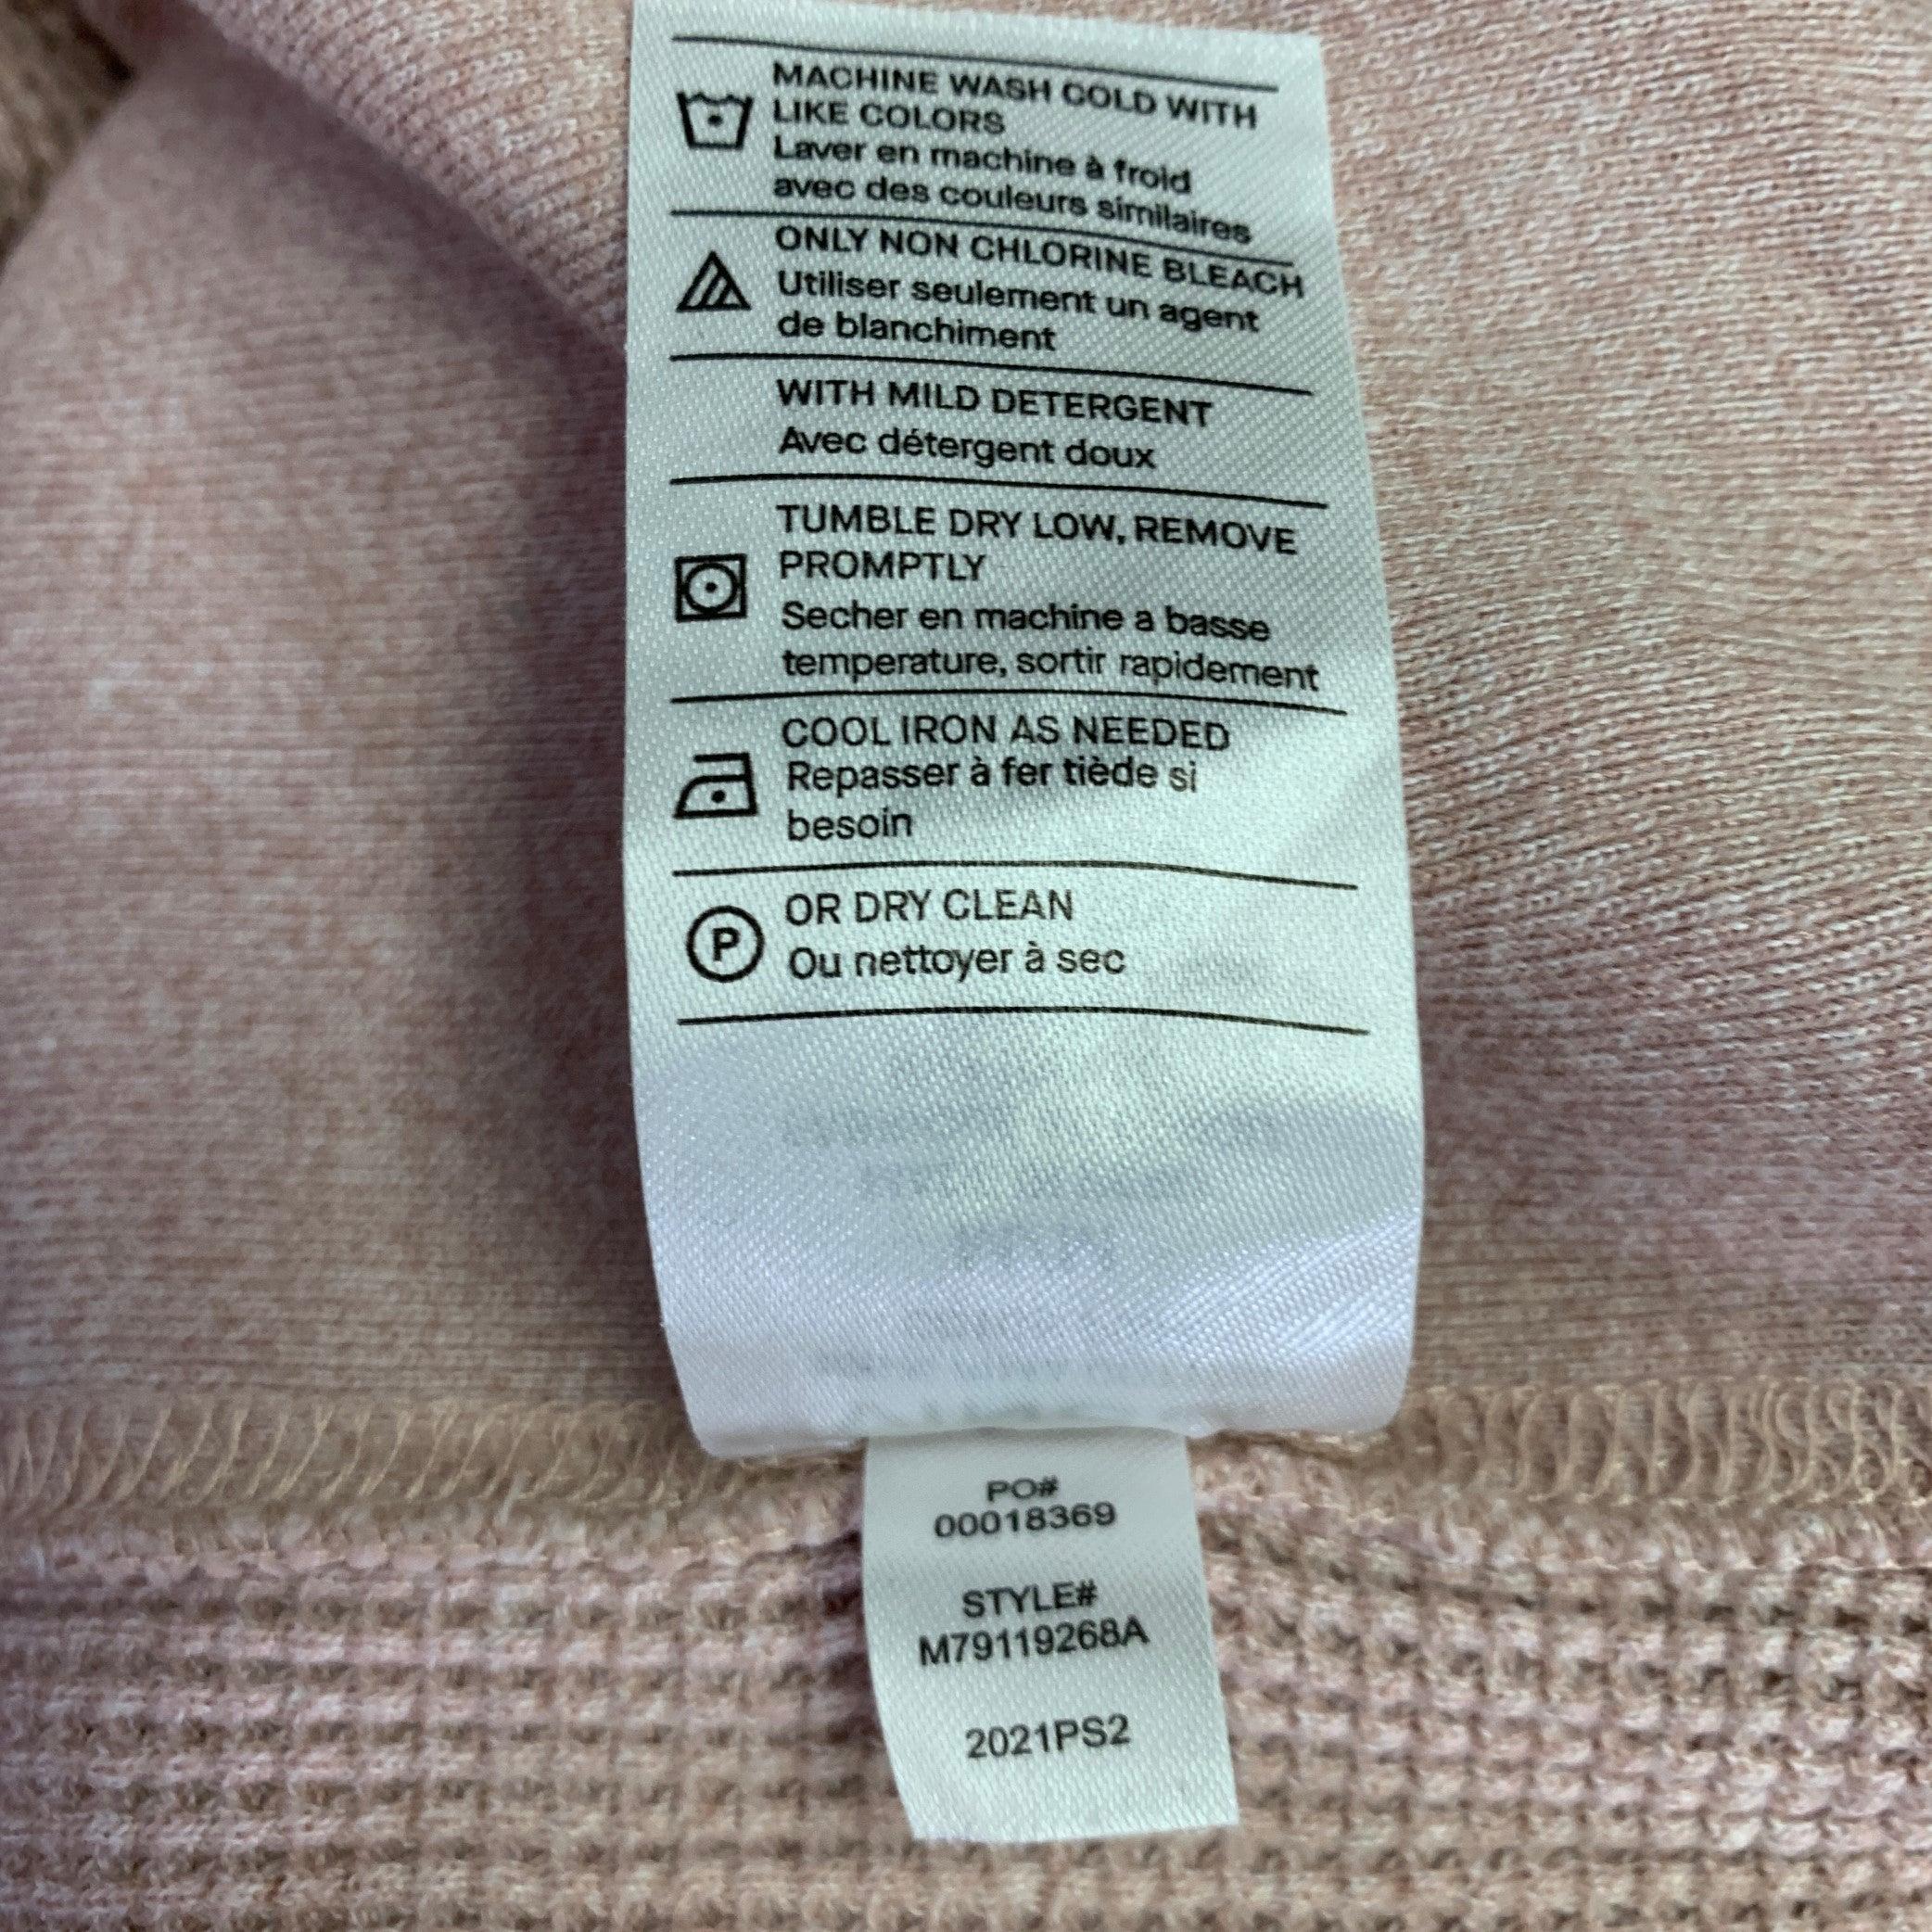 MACHINE WASH COLD WITH
LIKE COLORS
Laver en machine à froid
avec des couleurs similaires
ONLY NON CHLORINE BLEACH
Utiliser seulement un agent
de blanchiment
WITH MILD DETERGENT
Avec détergent doux
TUMBLE DRY LOW, REMOVE
PROMPTLY
Secher en machine a basse
temperature, sortir rapidement
COOL IRON AS NEEDED
Repasser à fer tiède si
besoin
P
OR DRY CLEAN
Ou nettoyer à sec
PO#
00018369
STYLE#
M79119268A
2021PS2